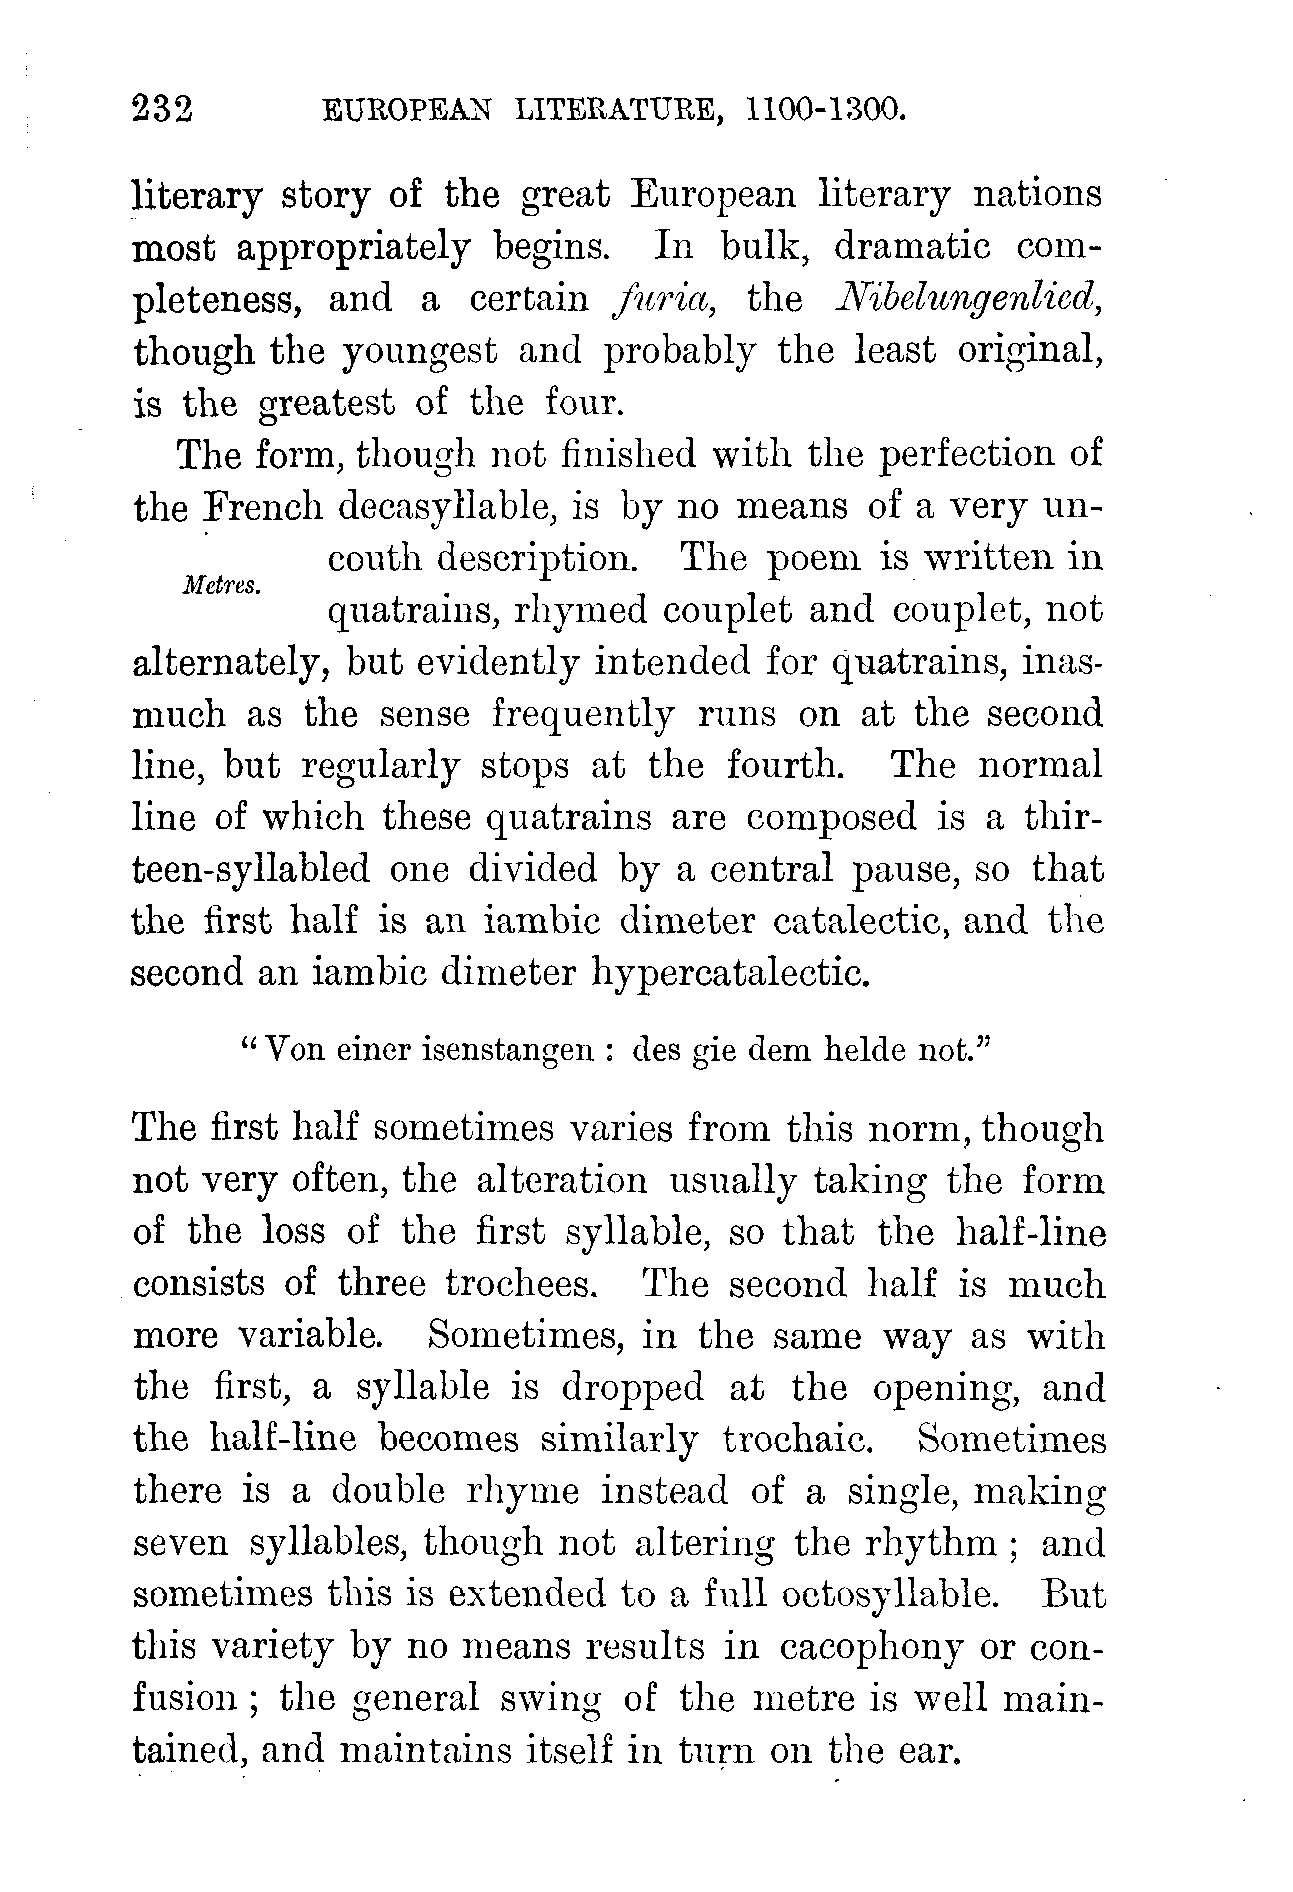 232 EUROPEAN LITERATURE, 1100-1300.
literary story of the great European literary nations
most appropriately begins. In bulk, dramatic com-
pleteness, and a certain furia, the Nibelungenlied,
though the youngest and probably the least original,
is the greatest of the four.
The form, though not finished with the perfection of
the French decasyllable, is by no means of a very un-
couth description. The poem is written in
Metres.
quatrains, rhymed couplet and couplet, not
alternately, but evidently intended for quatrains, inas-
much as the sense frequently runs on at the second
line, but regularly stops at the fourth. The normal
line of which these quatrains are composed is a thir-
teen-syllabled one divided by a central pause, so that
the first half is an iambic dimeter catalectic, and the
second an iambic dimeter hypercatalectic.
"Von einer isenstangen : des gie dem helde not."
The first half sometimes varies from this norm, though
not very often, the alteration usually taking the form
of the loss of the first syllable, so that the half-line
consists of three trochees. The second half is much
more variable. Sometimes, in the same way as with
the first, a syllable is dropped at the opening, and
the half-line becomes similarly trochaic. Sometimes
there is a double rhyme instead of a single, making
seven syllables, though not altering the rhythm ; and
sometimes this is extended to a full octosyllable. But
this variety by no means results in cacophony or con-
fusion ; the general swing of the metre is well main-
tained, and maintains itself in turn on the ear.